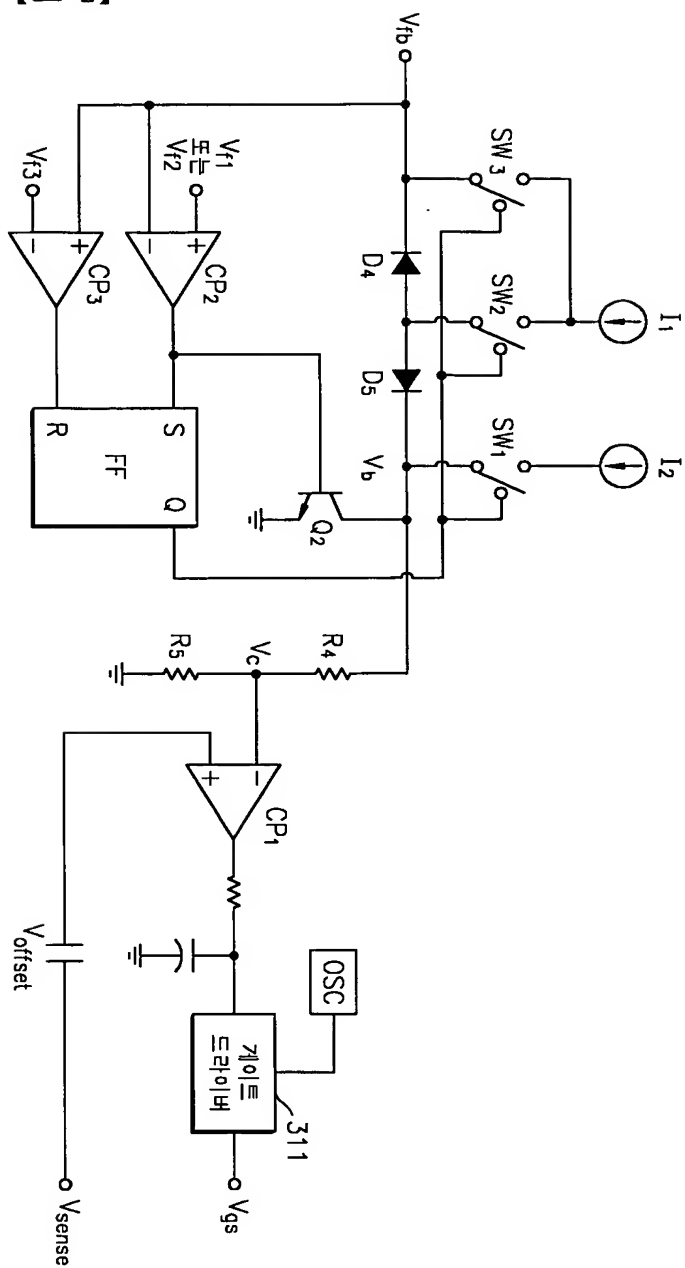 Vfb
SW3
SW2
SW1
I1
I2
D4
D5
Vb
Vf1
또는
Vf2
Vf3
CP2
CP3
S
R
Q
FF
Q2
R4
R5
Vc
CP1
OSC
게이트
드라이버
311
Vgs
Voffset
Vsense